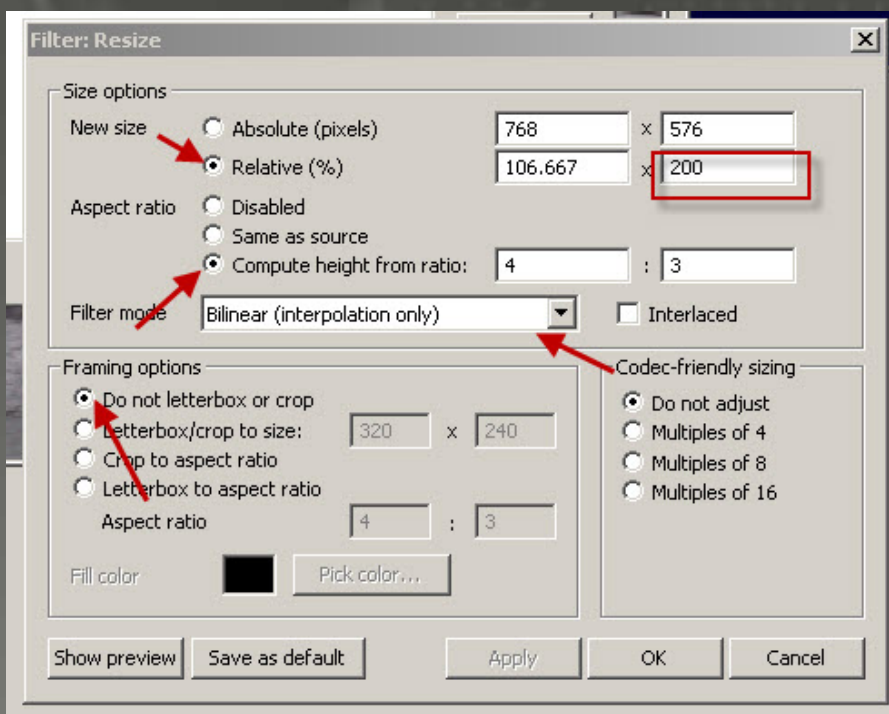 Filter: Resize
Size options
New size Absolute (pixels) 768 x 576
Relative (%) 106.667 x 200
Aspect ratio Disabled
Same as source
Compute height from ratio: 4 : 3
Filter mode Bilinear (interpolation only) Interlaced
Framing options Codec-friendly sizing
Do not letterbox or crop Do not adjust
Letterbox/crop to size: 320 x 240 Multiples of 4
Crop to aspect ratio Multiples of 8
Letterbox to aspect ratio Multiples of 16
Aspect ratio 4 : 3
Fill color Pick color...
Show preview Save as default Apply OK Cancel